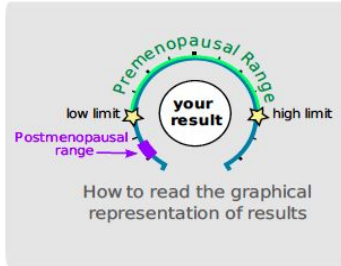 Premenopausal Range
your
result
low limit
high limit
Postmenopausal
range
How to read the graphical
representation of results